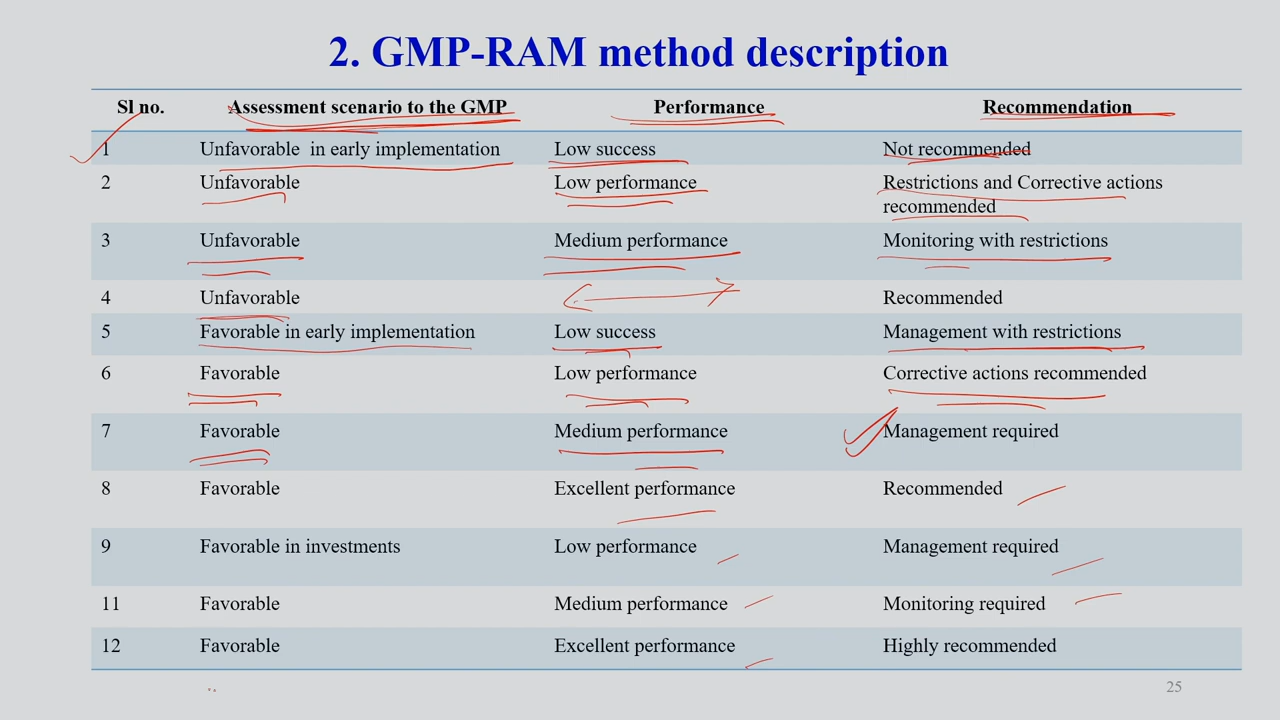 2. GMP-RAM method description
Sl no. Assessment scenario to the GMP Performance Recommendation
1 Unfavorable in early implementation Low success Not recommended
2 Unfavorable Low performance Restrictions and Corrective actions
recommended
3 Unfavorable Medium performance Monitoring with restrictions
4 Unfavorable Recommended
5 Favorable in early implementation Low success Management with restrictions
6 Favorable Low performance Corrective actions recommended
7 Favorable Medium performance Management required
8 Favorable Excellent performance Recommended
9 Favorable in investments Low performance Management required
11 Favorable Medium performance Monitoring required
12 Favorable Excellent performance Highly recommended
25